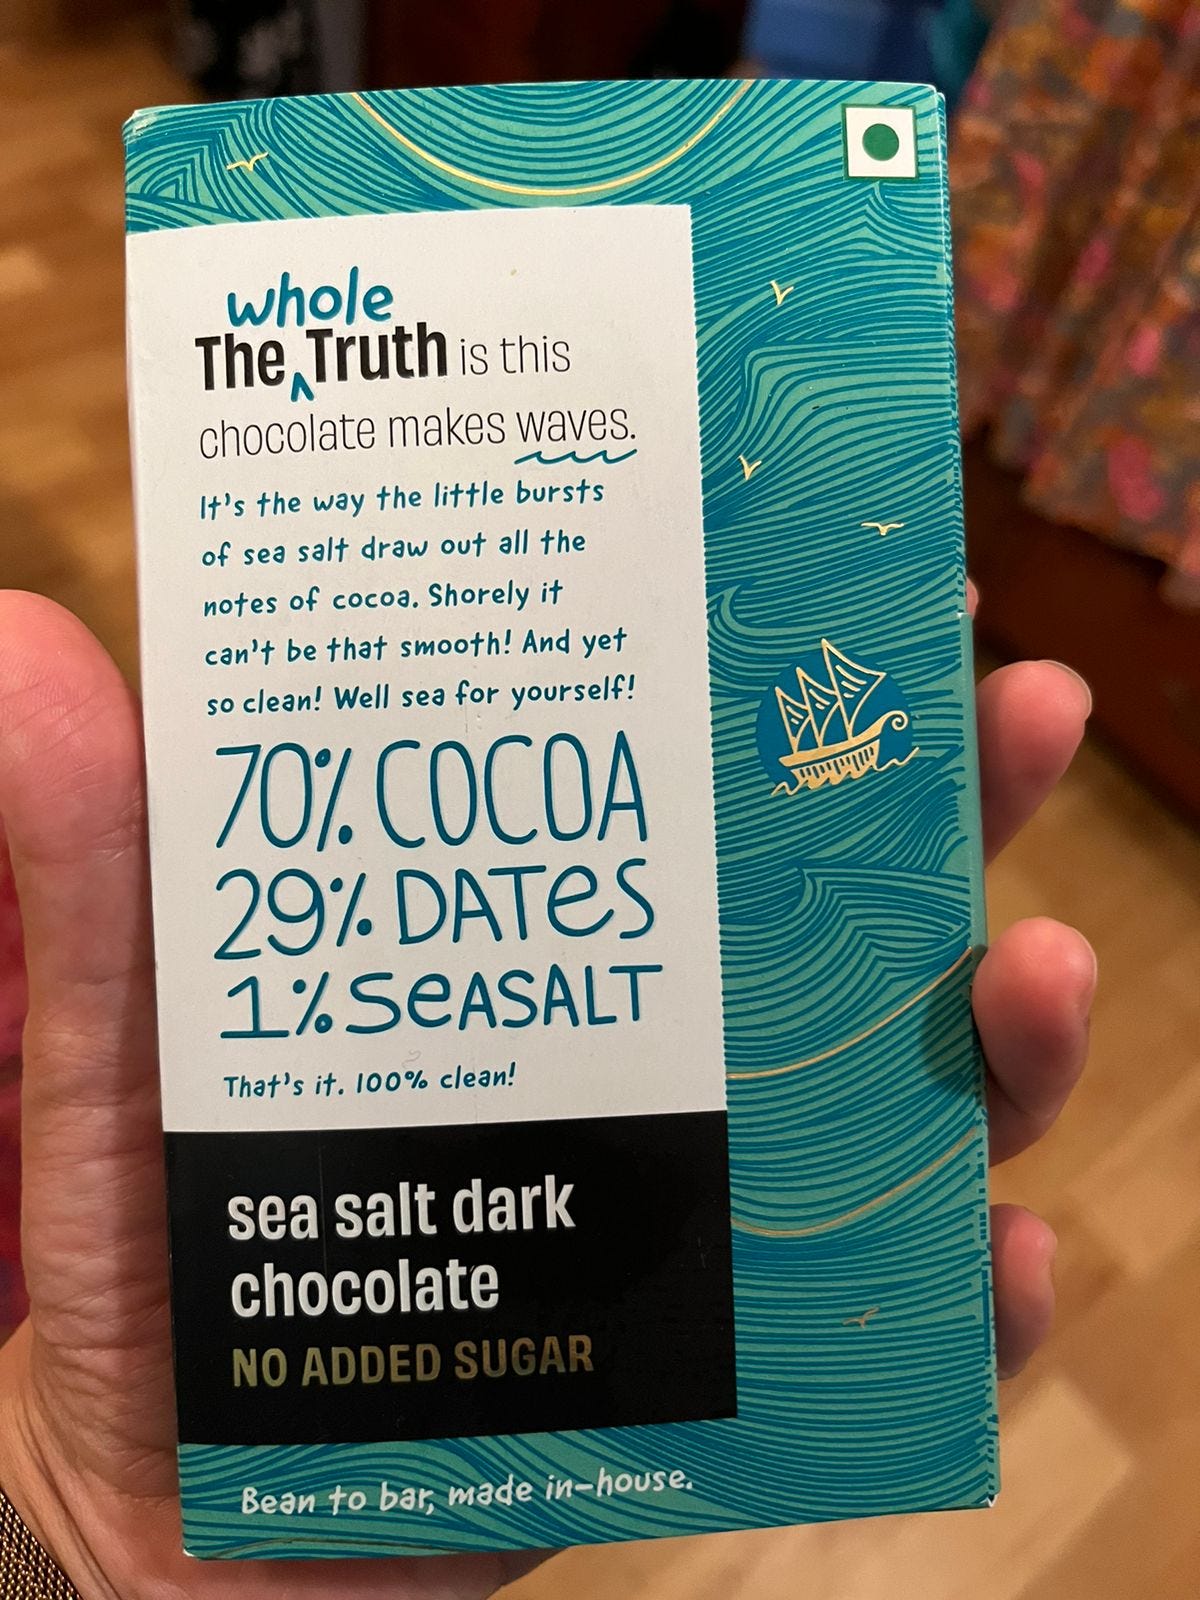 whole
The ^ Truth is this
chocolate makes waves.
It's the way the little bursts
of sea salt draw out all the
notes of cocoa. Shorely it
can't be that smooth! And yet
so clean! Well sea for yourself!
70% COCOA
29% DATeS
1% SeASALT
That's it. 100% clean!
sea salt dark
chocolate
NO ADDED SUGAR
Bean to bar, made in-house.